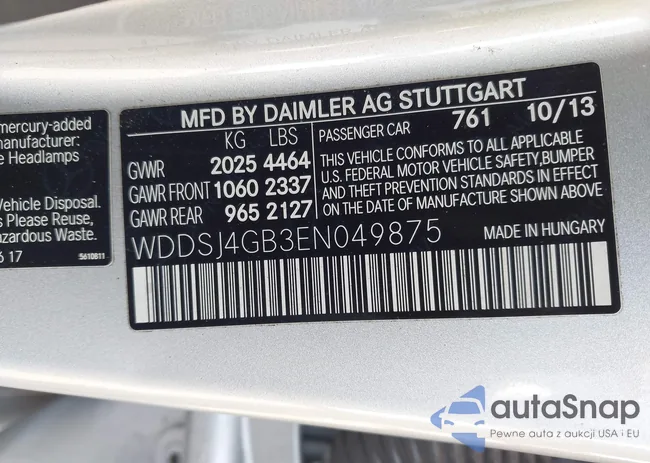 mercury-added
manufacturer:
e Headlamps
Vehicle Disposal.
s Please Reuse,
azardous Waste.
6 17
5610811
MFD BY DAIMLER AG STUTTGART
KG LBS
GVWR 2025 4464
GAWR FRONT 1060 2337
GAWR REAR 965 2127
PASSENGER CAR 761 10/13
THIS VEHICLE CONFORMS TO ALL APPLICABLE
U.S. FEDERAL MOTOR VEHICLE SAFETY,BUMPER
AND THEFT PREVENTION STANDARDS IN EFFECT
ON THE DATE OF MANUFACTURE SHOWN ABOVE
WDDSJ4GB3EN049875
MADE IN HUNGARY
autaSnap
Pewne auta z aukcji USA i EU